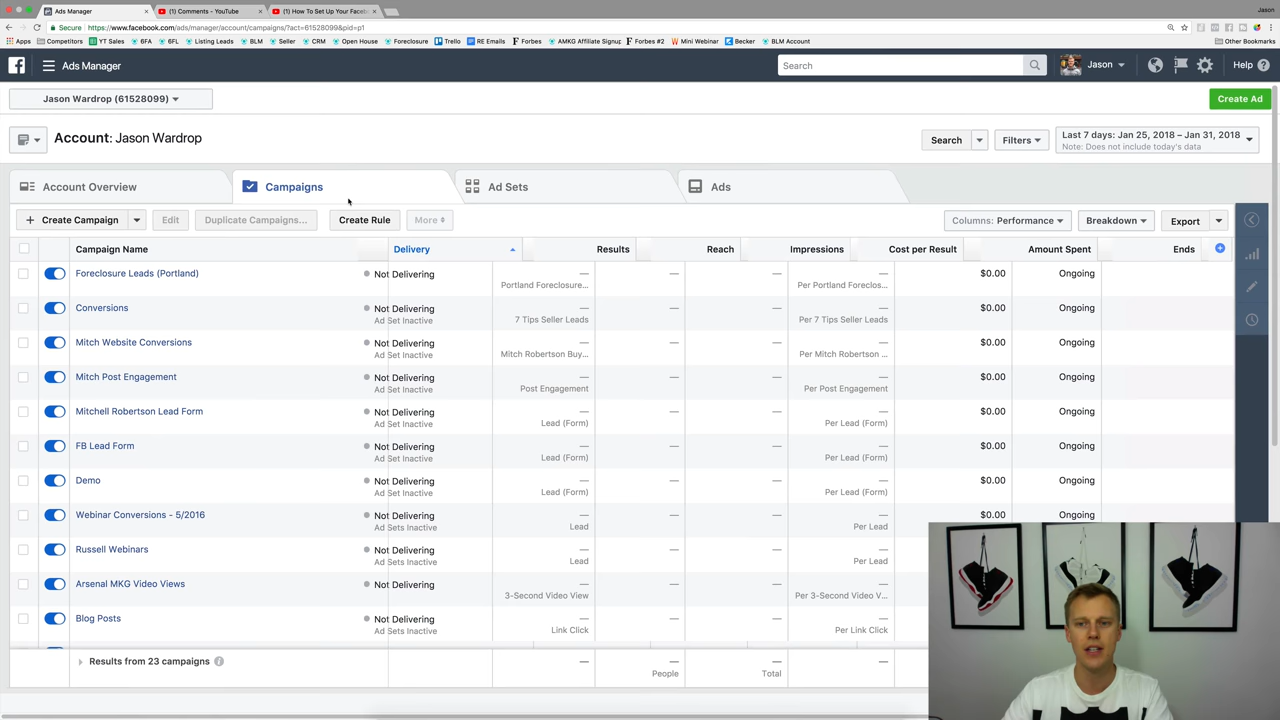 Jason
Ads Manager
(1) Comments - YouTube
(1) How To Set Up Your Faceb
Secure
https://www.facebook.com/ads/manager/account/campaigns/?act=61528099&pid=p1
Apps Competitors YT Sales 6FA 6FL Listing Leads BLM Seller CRM Open House Foreclosure Trello RE Emails Forbes AMKG Affiliate Signup Forbes #2 Mini Webinar Becker BLM Account Other Bookmarks
Ads Manager Search Jason Help
Jason Wardrop (61528099) Create Ad
Account: Jason Wardrop Search Filters Last 7 days: Jan 25, 2018 – Jan 31, 2018
Note: Does not include today's data
Account Overview Campaigns Ad Sets Ads
+ Create Campaign Edit Duplicate Campaigns... Create Rule More Columns: Performance Breakdown Export
Campaign Name Delivery Results Reach Impressions Cost per Result Amount Spent Ends
Foreclosure Leads (Portland) Not Delivering — — — — $0.00 Ongoing
Portland Foreclosure... Per Portland Foreclos...
Conversions Not Delivering — — — — $0.00 Ongoing
Ad Set Inactive 7 Tips Seller Leads Per 7 Tips Seller Leads
Mitch Website Conversions Not Delivering — — — — $0.00 Ongoing
Ad Set Inactive Mitch Robertson Buy... Per Mitch Robertson ...
Mitch Post Engagement Not Delivering — — — — $0.00 Ongoing
Ad Set Inactive Post Engagement Per Post Engagement
Mitchell Robertson Lead Form Not Delivering — — — — $0.00 Ongoing
Ad Set Inactive Lead (Form) Per Lead (Form)
FB Lead Form Not Delivering — — — — $0.00 Ongoing
Ad Set Inactive Lead (Form) Per Lead (Form)
Demo Not Delivering — — — — $0.00 Ongoing
Ad Set Inactive Lead (Form) Per Lead (Form)
Webinar Conversions - 5/2016 Not Delivering — — — — $0.00 Ongoing
Ad Sets Inactive Lead Per Lead
Russell Webinars Not Delivering — — — —
Ad Sets Inactive Lead Per Lead
Arsenal MKG Video Views Not Delivering — — — —
3-Second Video View Per 3-Second Video V...
Blog Posts Not Delivering — — — —
Ad Sets Inactive Link Click Per Link Click
Results from 23 campaigns — — — —
People Total